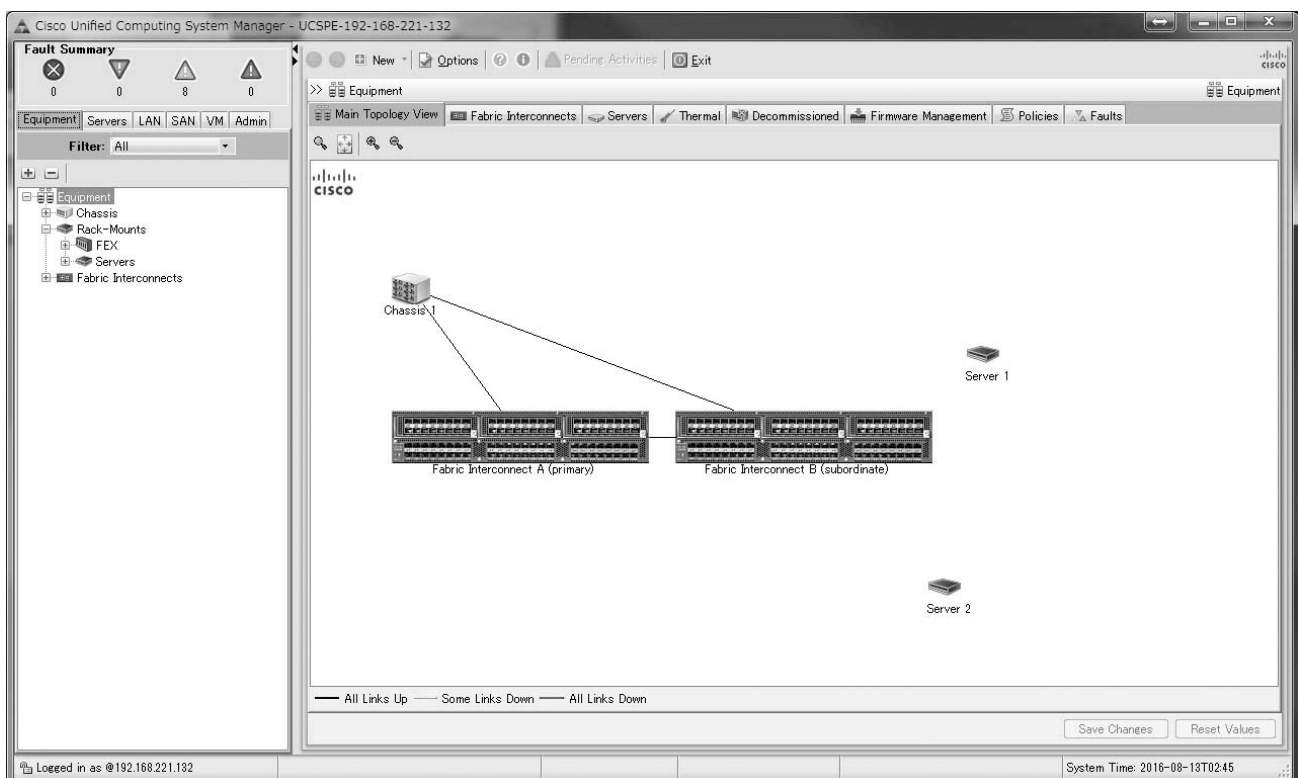 Cisco Unified Computing System Manager - UCSPE-192-168-221-132
Fault Summary
0 0 8 0
Equipment Servers LAN SAN VM Admin
Filter: All
Equipment
Chassis
Rack-Mounts
FEX
Servers
Fabric Interconnects
New Options Pending Activities Exit
CISCO
>> Equipment Equipment
Main Topology View Fabric Interconnects Servers Thermal Decommissioned Firmware Management Policies Faults
CISCO
Chassis 1
Server 1
Fabric Interconnect A (primary) Fabric Interconnect B (subordinate)
Server 2
All Links Up Some Links Down All Links Down
Save Changes Reset Values
Logged in as @192.168.221.132 System Time: 2016-08-13T02:45